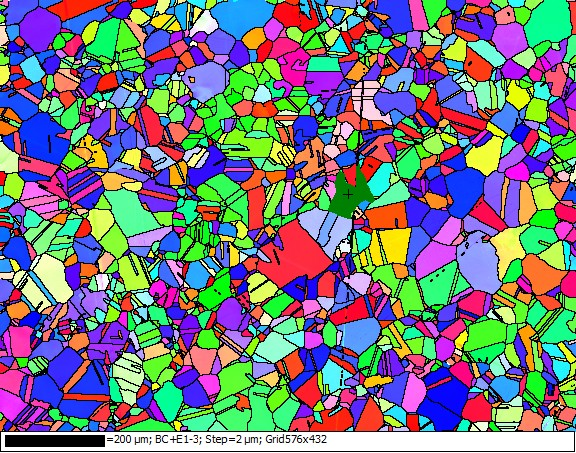 =200 µm; BC+E1-3; Step=2 µm; Grid576x432